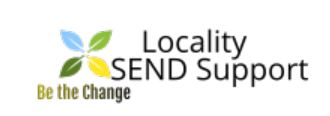 Locality
SEND Support
Be the Change